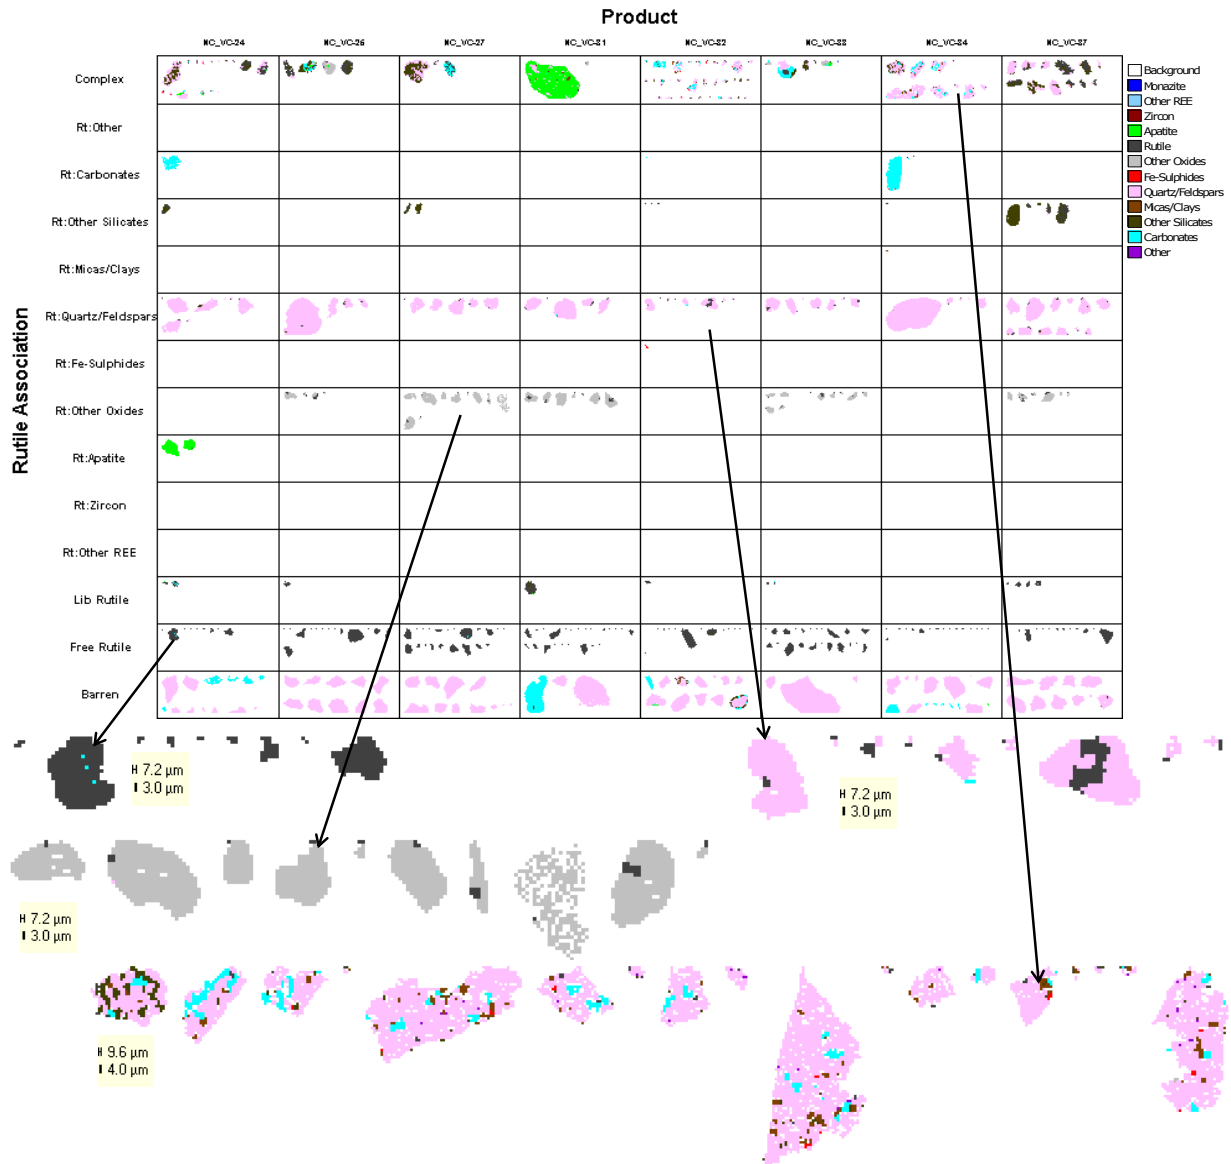 Product
NC_VC-24 NC_VC-26 NC_VC-27 NC_VC-31 NC_VC-32 NC_VC-33 NC_VC-34 NC_VC-37
Complex
Rt:Other
Rt:Carbonates
Rt:Other Silicates
Rt:Micas/Clays
Rt:Quartz/Feldspars
Rt:Fe-Sulphides
Rt:Other Oxides
Rt:Apatite
Rt:Zircon
Rt:Other REE
Lib Rutile
Free Rutile
Barren
Rutile Association
Background
Monazite
Other REE
Zircon
Apatite
Rutile
Other Oxides
Fe-Sulphides
Quartz/Feldspars
Micas/Clays
Other Silicates
Carbonates
Other
7.2 µm
3.0 µm
7.2 µm
3.0 µm
7.2 µm
3.0 µm
9.6 µm
4.0 µm